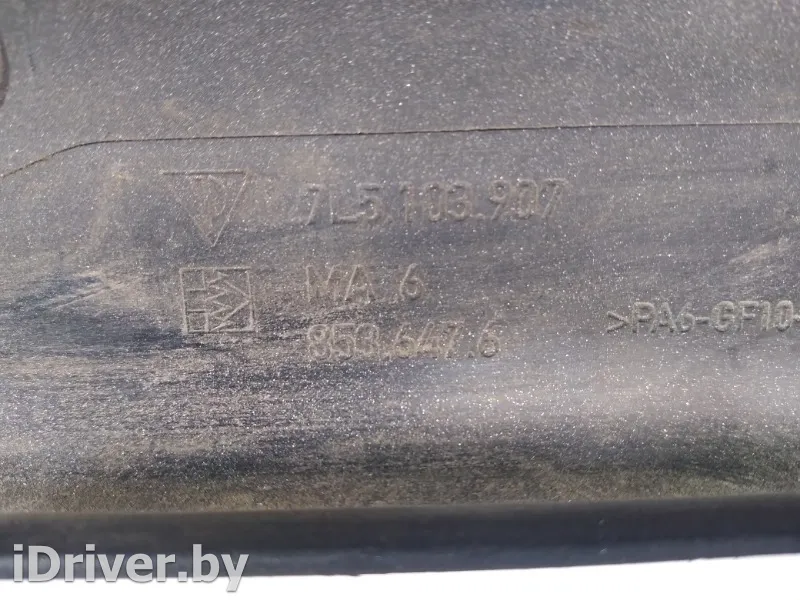 7L5.103.907
MA 6
853.647.6
>PA6-GF10-
iDriver.by